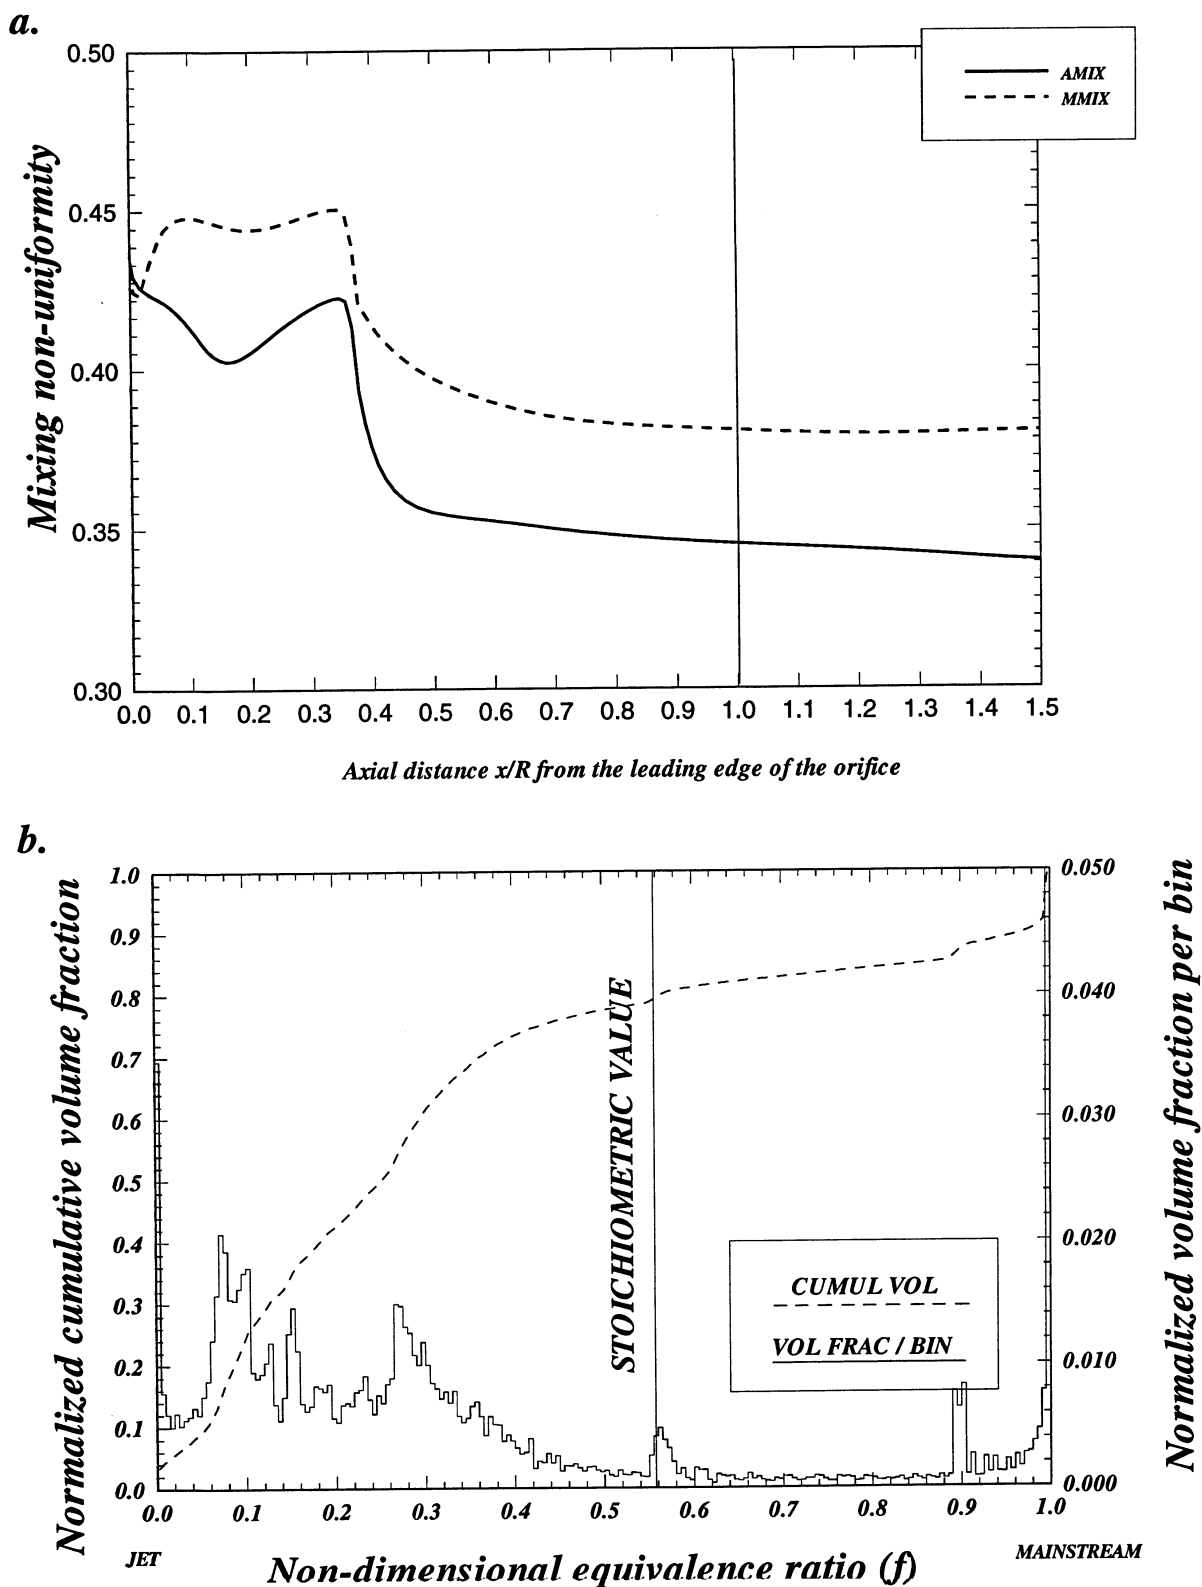 a.
0.50
0.45
0.40
0.35
0.30
Mixing non-uniformity
AMIX
MMIX
0.0 0.1 0.2 0.3 0.4 0.5 0.6 0.7 0.8 0.9 1.0 1.1 1.2 1.3 1.4 1.5
Axial distance x/R from the leading edge of the orifice
b.
Normalized cumulative volume fraction
1.0
0.9
0.8
0.7
0.6
0.5
0.4
0.3
0.2
0.1
0.0
STOICHIOMETRIC VALUE
CUMUL VOL
VOL FRAC / BIN
0.050
0.040
0.030
0.020
0.010
0.000
Normalized volume fraction per bin
0.0 0.1 0.2 0.3 0.4 0.5 0.6 0.7 0.8 0.9 1.0
JET
MAINSTREAM
Non-dimensional equivalence ratio (f)